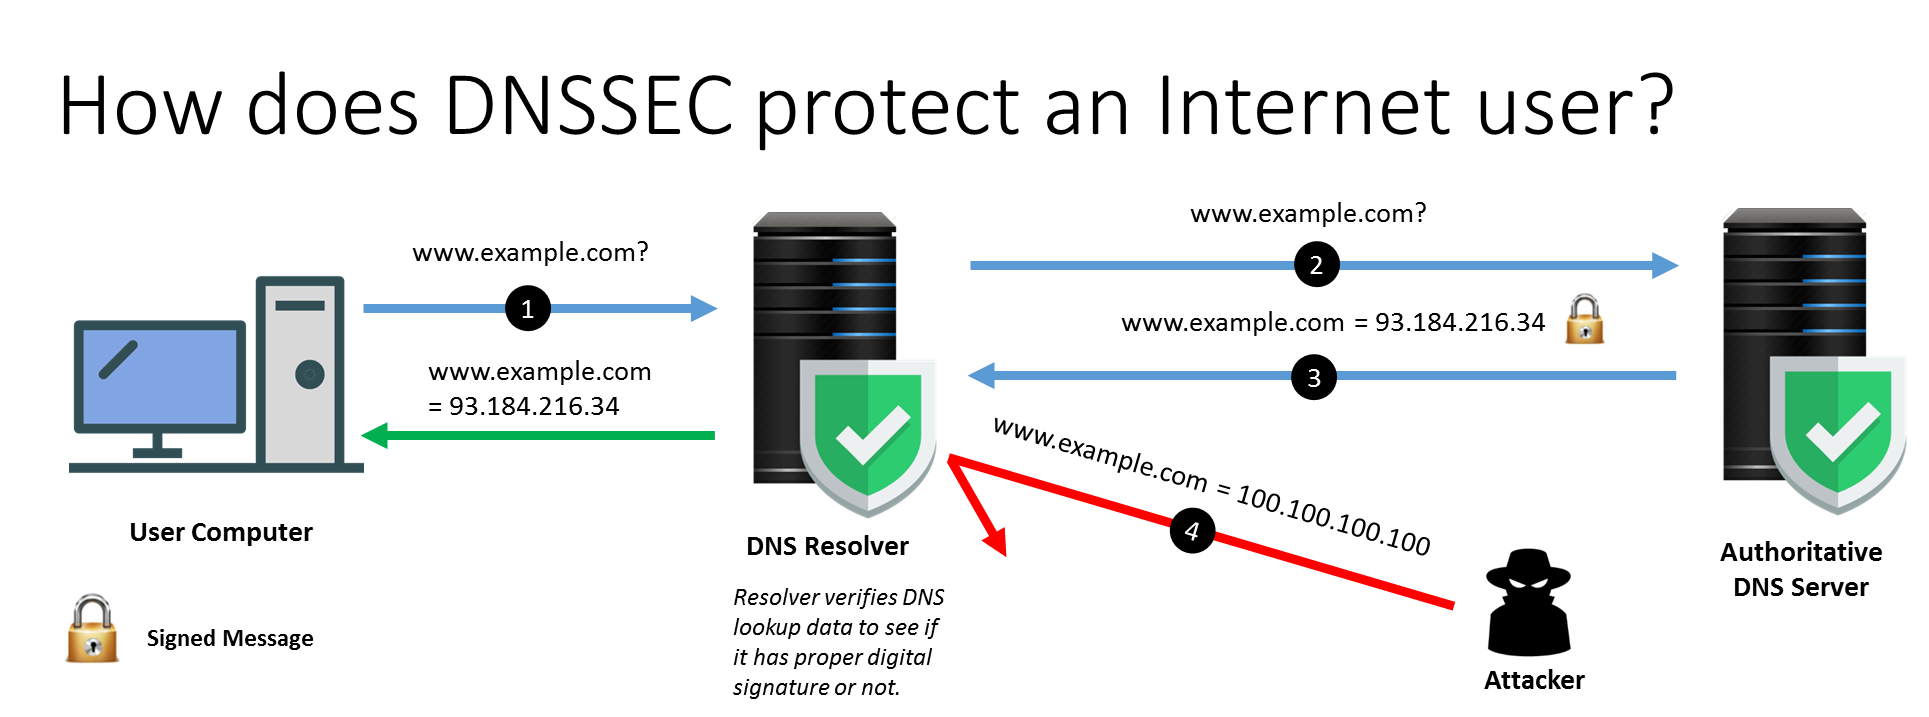 How does DNSSEC protect an Internet user?
www.example.com?
1
www.example.com
= 93.184.216.34
www.example.com?
2
www.example.com = 93.184.216.34
3
www.example.com = 100.100.100.100
4
User Computer
DNS Resolver
Resolver verifies DNS
lookup data to see if
it has proper digital
signature or not.
Authoritative
DNS Server
Attacker
Signed Message